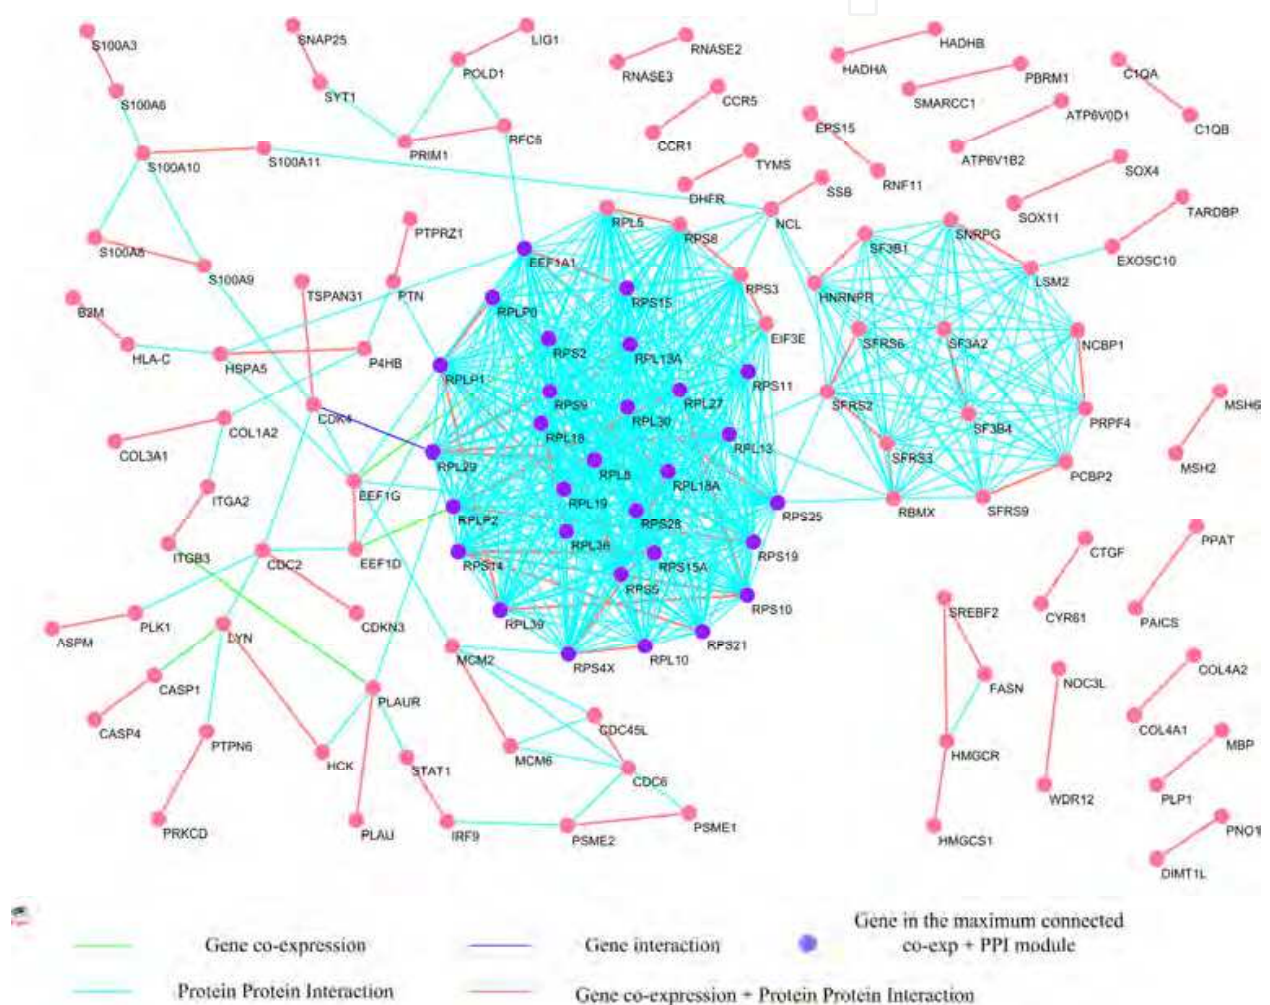 S100A3
SNAP25
LIG1
RNASE2
HADHB
POLD1
RNASE3
HADHA
PBRM1
C1QA
S100A6
SYT1
CCR5
SMARCC1
ATP6V0D1
C1QB
RFC5
EPS15
PRIM1
CCR1
ATP6V1B2
S100A10
S100A11
TYMS
RNF11
SOX4
DHFR
SSB
SOX11
TARDBP
PTPRZ1
RPL5
NCL
RPS8
SNRPG
S100A8
SF3B1
EXOSC10
S100A9
EEF1A1
LSM2
TSPAN31
PTN
RPS15
RPS3
HNRNPR
RPLP0
B2M
EIF3E
HLA-C
RPS2
RPL13A
SFRS6
SF3A2
NCBP1
HSPA5
P4HB
RPLP1
RPS11
RPS9
RPL27
MSH6
CDK4
RPL30
SFRS2
PRPF4
COL1A2
RPL18
SF3B4
COL3A1
RPL13
RPL29
SFRS3
MSH2
RPL8
RPL18A
PCBP2
EEF1G
ITGA2
RPL19
RPLP2
RPS28
RPS25
RBMX
SFRS9
ITGB3
RPL36
CTGF
PPAT
CDC2
EEF1D
RPS14
RPS15A
RPS19
RPS5
RPS10
SREBF2
CYR61
PAICS
ASPM
PLK1
CDKN3
RPL39
LYN
RPS21
MCM2
RPS4X
RPL10
COL4A2
CASP1
PLAUR
FASN
NOC3L
CASP4
CDC45L
COL4A1
PTPN6
MBP
HCK
STAT1
MCM6
CDC6
HMGCR
WDR12
PLP1
PRKCD
PLAU
IRF9
PSME2
PSME1
HMGCS1
PNO1
DIMT1L
Gene co-expression
Gene interaction
Gene in the maximum connected
co-exp + PPI module
Protein Protein Interaction
Gene co-expression + Protein Protein Interaction